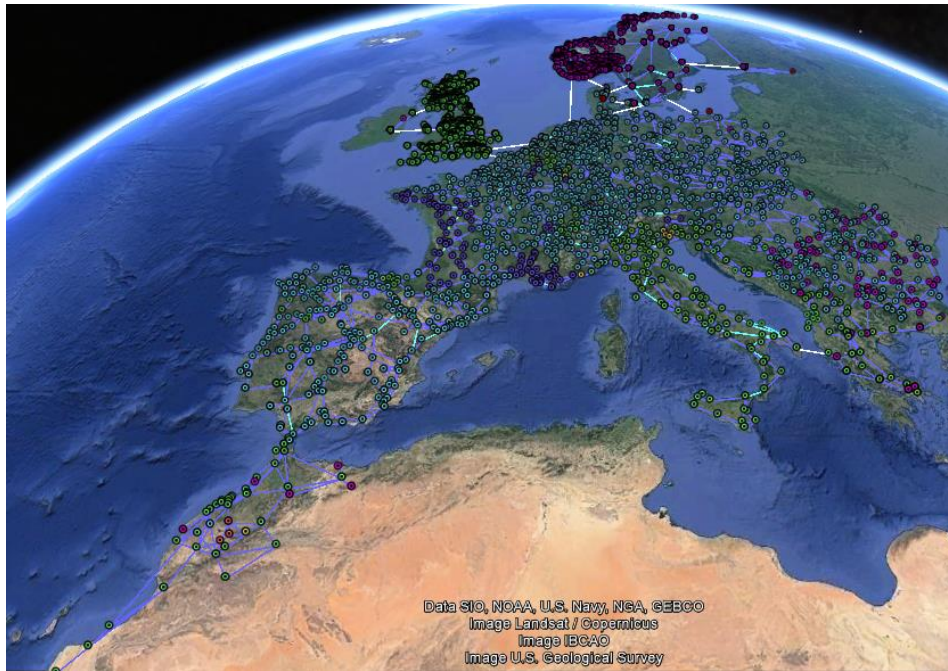 Data SIO, NOAA, U.S. Navy, NGA, GEBCO
Image Landsat / Copernicus
Image IBCAO
Image U.S. Geological Survey